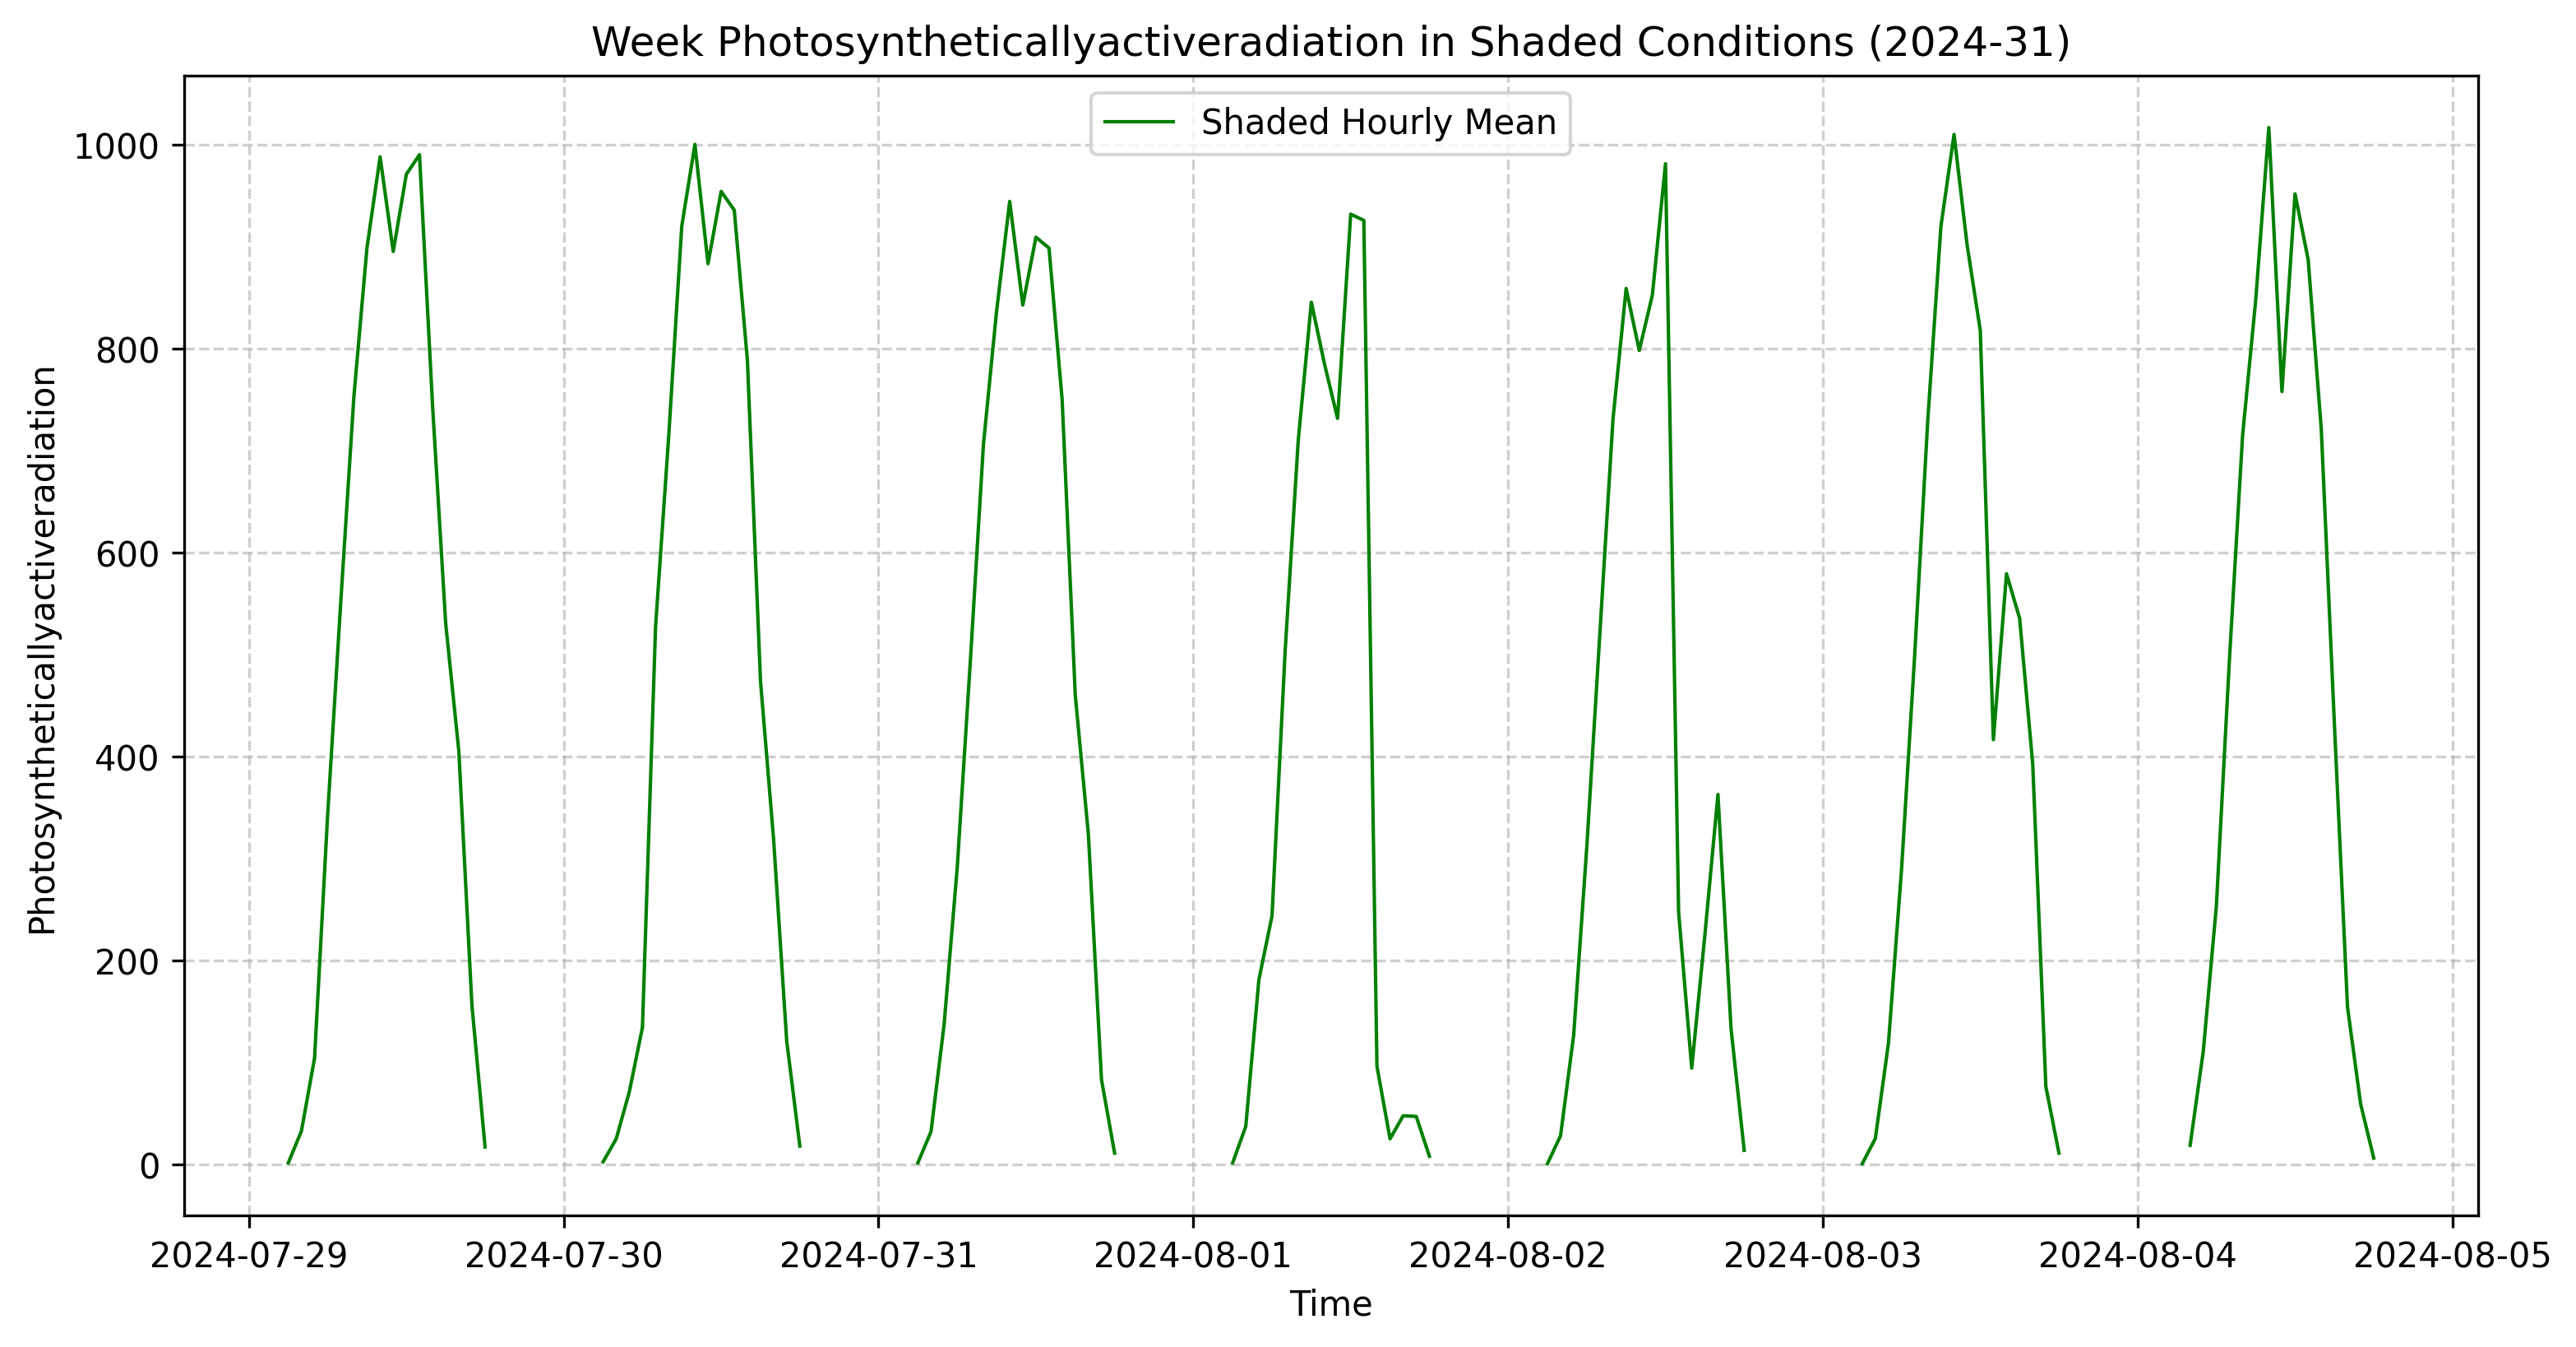 Week Photosyntheticallyactiveradiation in Shaded Conditions (2024-31)
Shaded Hourly Mean
Photosyntheticallyactiveradiation
1000
800
600
400
200
0
2024-07-29 2024-07-30 2024-07-31 2024-08-01 2024-08-02 2024-08-03 2024-08-04 2024-08-05
Time